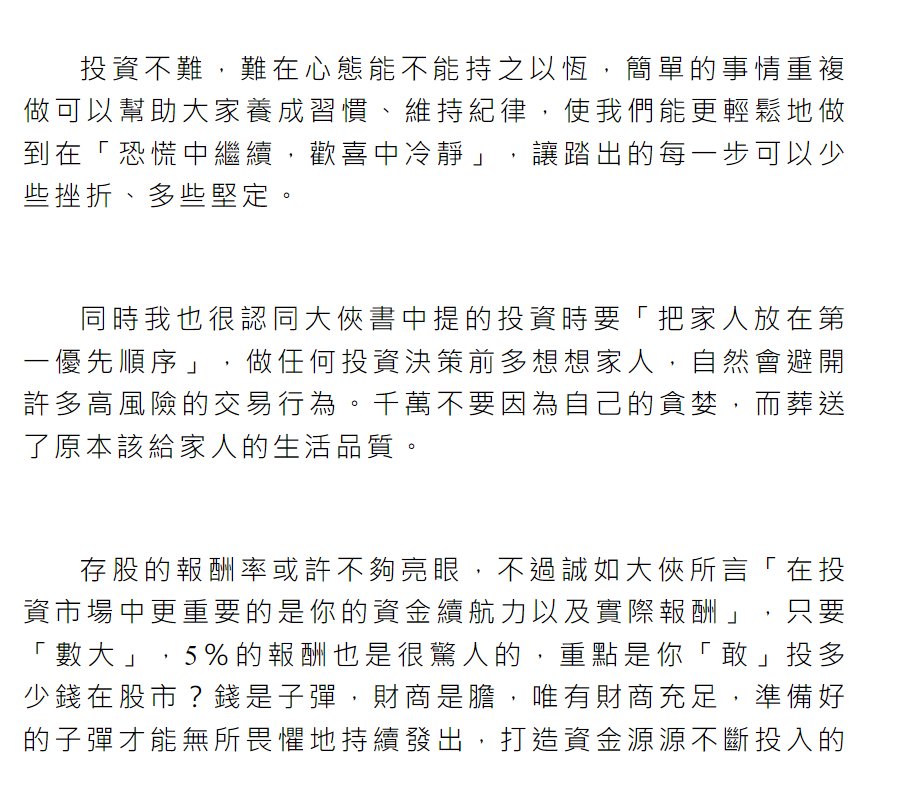 投資不難，難在心態能不能持之以恆，簡單的事情重複
做可以幫助大家養成習慣、維持紀律，使我們能更輕鬆地做
到在「恐慌中繼續，歡喜中冷靜」，讓踏出的每一步可以少
些挫折、多些堅定。
同時我也很認同大俠書中提的投資時要「把家人放在第
一優先順序」，做任何投資決策前多想想家人，自然會避開
許多高風險的交易行為。千萬不要因為自己的貪婪，而葬送
了原本該給家人的生活品質。
存股的報酬率或許不夠亮眼，不過誠如大俠所言「在投
資市場中更重要的是你的資金續航力以及實際報酬」，只要
「數大」，5％的報酬也是很驚人的，重點是你「敢」投多
少錢在股市？錢是子彈，財商是膽，唯有財商充足，準備好
的子彈才能無所畏懼地持續發出，打造資金源源不斷投入的